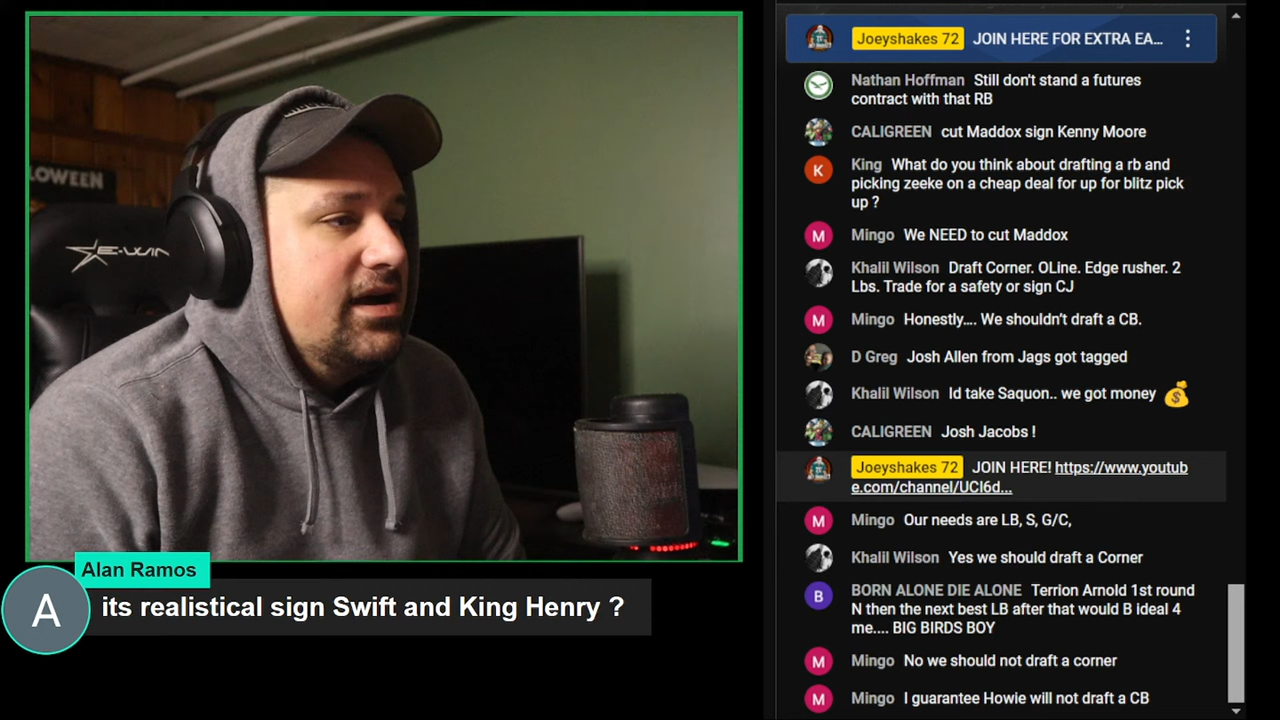 LOWEEN
E-WIN
Alan Ramos
A
its realistical sign Swift and King Henry ?
Joeyshakes 72 JOIN HERE FOR EXTRA EA...
Nathan Hoffman Still don't stand a futures
contract with that RB
CALIGREEN cut Maddox sign Kenny Moore
K
King What do you think about drafting a rb and
picking zeeke on a cheap deal for up for blitz pick
up ?
M
Mingo We NEED to cut Maddox
Khalil Wilson Draft Corner. OLine. Edge rusher. 2
Lbs. Trade for a safety or sign CJ
M
Mingo Honestly.... We shouldn't draft a CB.
D Greg Josh Allen from Jags got tagged
Khalil Wilson Id take Saquon.. we got money 💰
CALIGREEN Josh Jacobs !
Joeyshakes 72 JOIN HERE! https://www.youtub
e.com/channel/UCI6d...
M
Mingo Our needs are LB, S, G/C,
Khalil Wilson Yes we should draft a Corner
B
BORN ALONE DIE ALONE Terrion Arnold 1st round
N then the next best LB after that would B ideal 4
me.... BIG BIRDS BOY
M
Mingo No we should not draft a corner
M
Mingo I guarantee Howie will not draft a CB